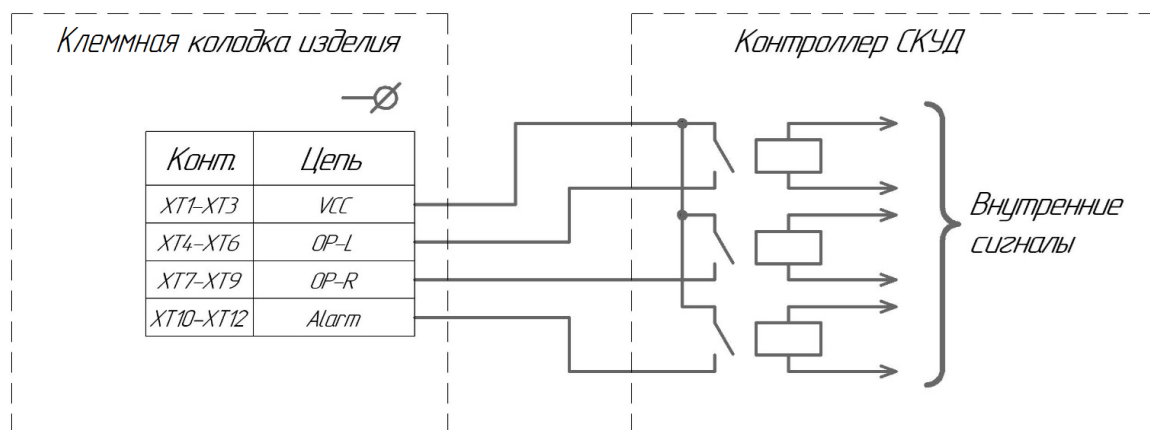 Клеммная колодка изделия
Контроллер СКУД
Конт. Цепь
XT1-XT3 VCC
XT4-XT6 OP-L
XT7-XT9 OP-R
XT10-XT12 Alarm
Внутренние
сигналы